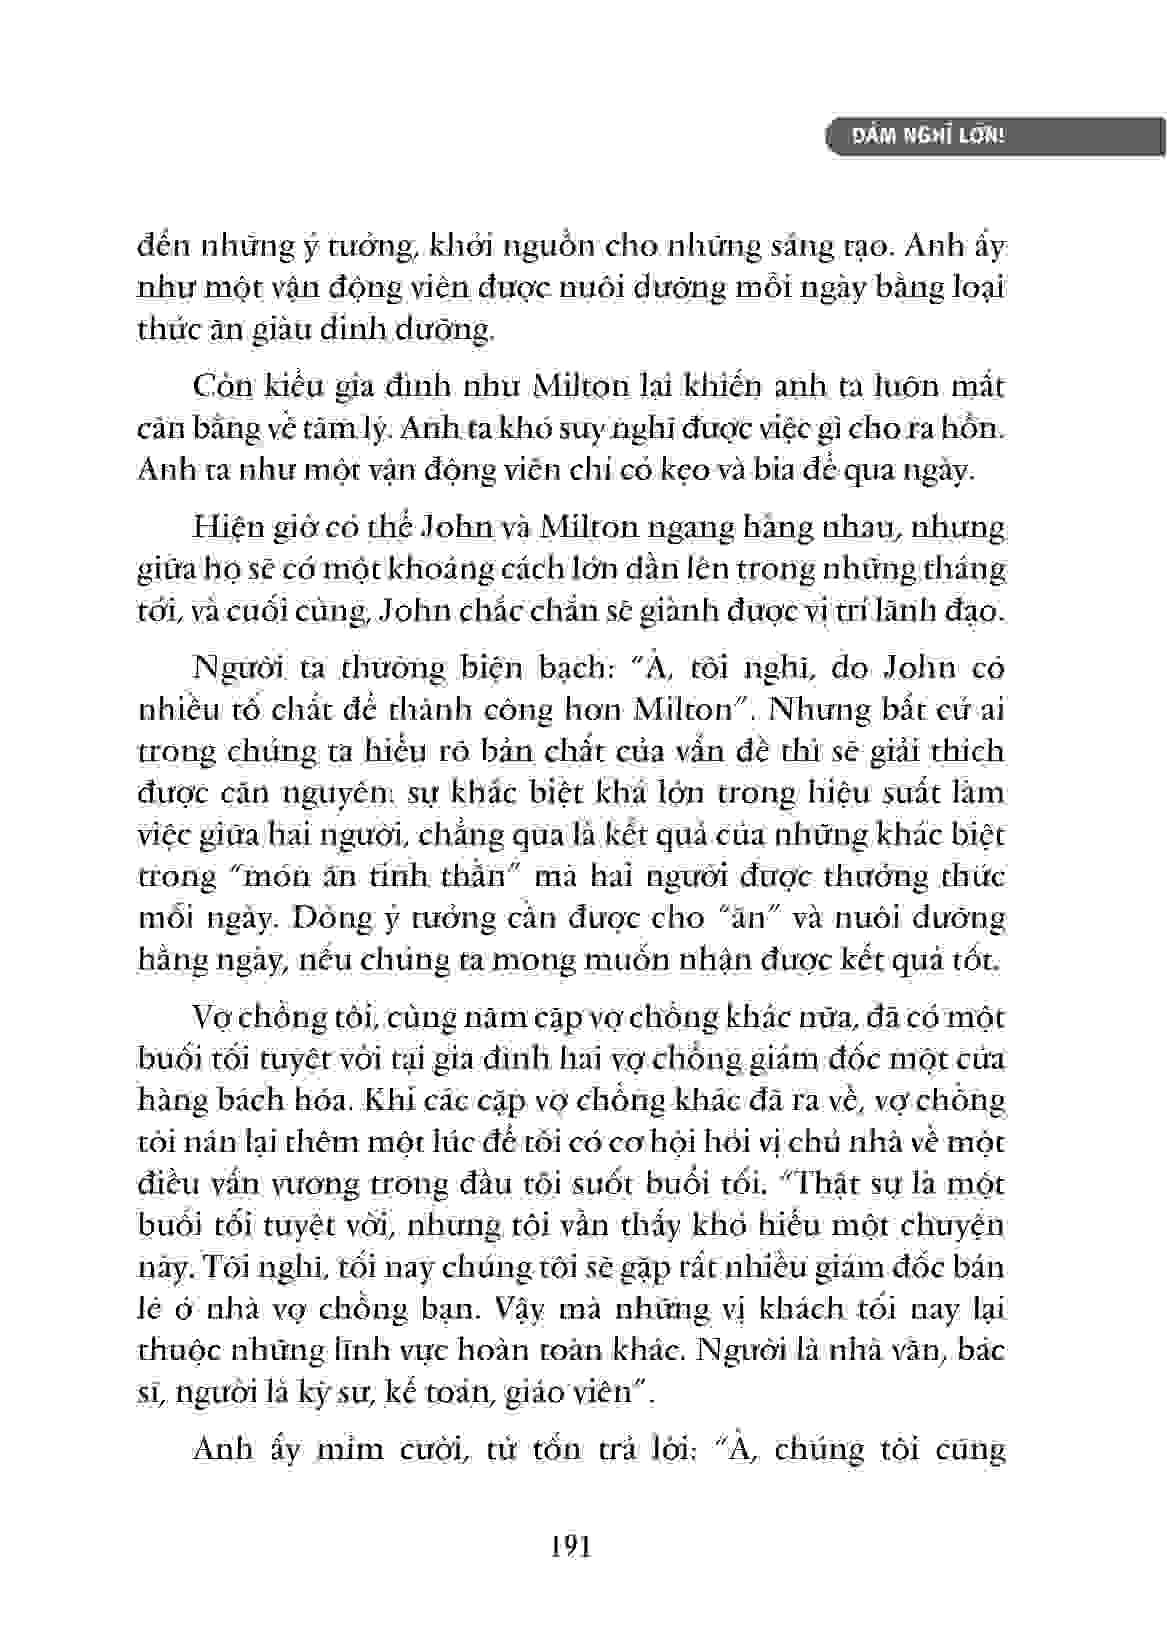 DÁM NGHĨ LỚN!
đến những ý tưởng, khởi nguồn cho những sáng tạo. Anh ấy
như một vận động viên được nuôi dưỡng mỗi ngày bằng loại
thức ăn giàu dinh dưỡng.
Còn kiểu gia đình như Milton lại khiến anh ta luôn mất
cân bằng về tâm lý. Anh ta khó suy nghĩ được việc gì cho ra hồn.
Anh ta như một vận động viên chỉ có kẹo và bia để qua ngày.
Hiện giờ có thể John và Milton ngang hàng nhau, nhưng
giữa họ sẽ có một khoảng cách lớn dần lên trong những tháng
tới, và cuối cùng, John chắc chắn sẽ giành được vị trí lãnh đạo.
Người ta thường biện bạch: “À, tôi nghĩ, do John có
nhiều tố chất để thành công hơn Milton”. Nhưng bất cứ ai
trong chúng ta hiểu rõ bản chất của vấn đề thì sẽ giải thích
được căn nguyên: sự khác biệt khá lớn trong hiệu suất làm
việc giữa hai người, chẳng qua là kết quả của những khác biệt
trong “món ăn tinh thần” mà hai người được thưởng thức
mỗi ngày. Dòng ý tưởng cần được cho “ăn” và nuôi dưỡng
hằng ngày, nếu chúng ta mong muốn nhận được kết quả tốt.
Vợ chồng tôi, cùng năm cặp vợ chồng khác nữa, đã có một
buổi tối tuyệt vời tại gia đình hai vợ chồng giám đốc một cửa
hàng bách hóa. Khi các cặp vợ chồng khác đã ra về, vợ chồng
tôi nán lại thêm một lúc để tôi có cơ hội hỏi vị chủ nhà về một
điều vấn vương trong đầu tôi suốt buổi tối. “Thật sự là một
buổi tối tuyệt vời, nhưng tôi vẫn thấy khó hiểu một chuyện
này. Tôi nghĩ, tối nay chúng tôi sẽ gặp rất nhiều giám đốc bán
lẻ ở nhà vợ chồng bạn. Vậy mà những vị khách tối nay lại
thuộc những lĩnh vực hoàn toàn khác. Người là nhà văn, bác
sĩ, người là kỹ sư, kế toán, giáo viên”.
Anh ấy mỉm cười, từ tốn trả lời: “À, chúng tôi cũng
191